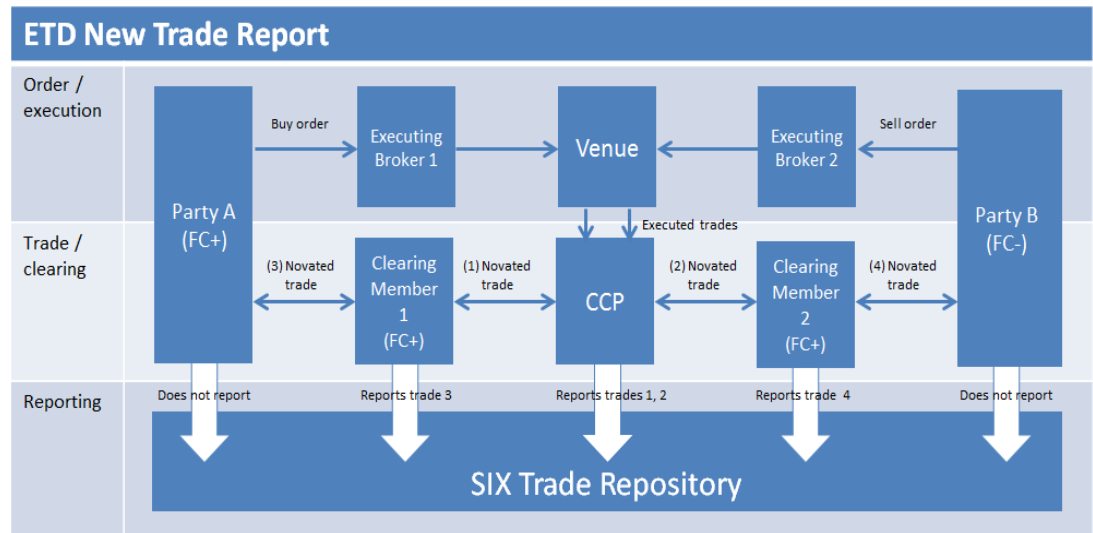 ETD New Trade Report
Order /
execution
Party A
(FC+)
Buy order
Executing
Broker 1
Venue
Executing
Broker 2
Sell order
Party B
(FC-)
Executed trades
Trade /
clearing
(3) Novated
trade
Clearing
Member
1
(FC+)
(1) Novated
trade
CCP
(2) Novated
trade
Clearing
Member
2
(FC+)
(4) Novated
trade
Reporting
Does not report
Reports trade 3
Reports trades 1, 2
Reports trade 4
Does not report
SIX Trade Repository